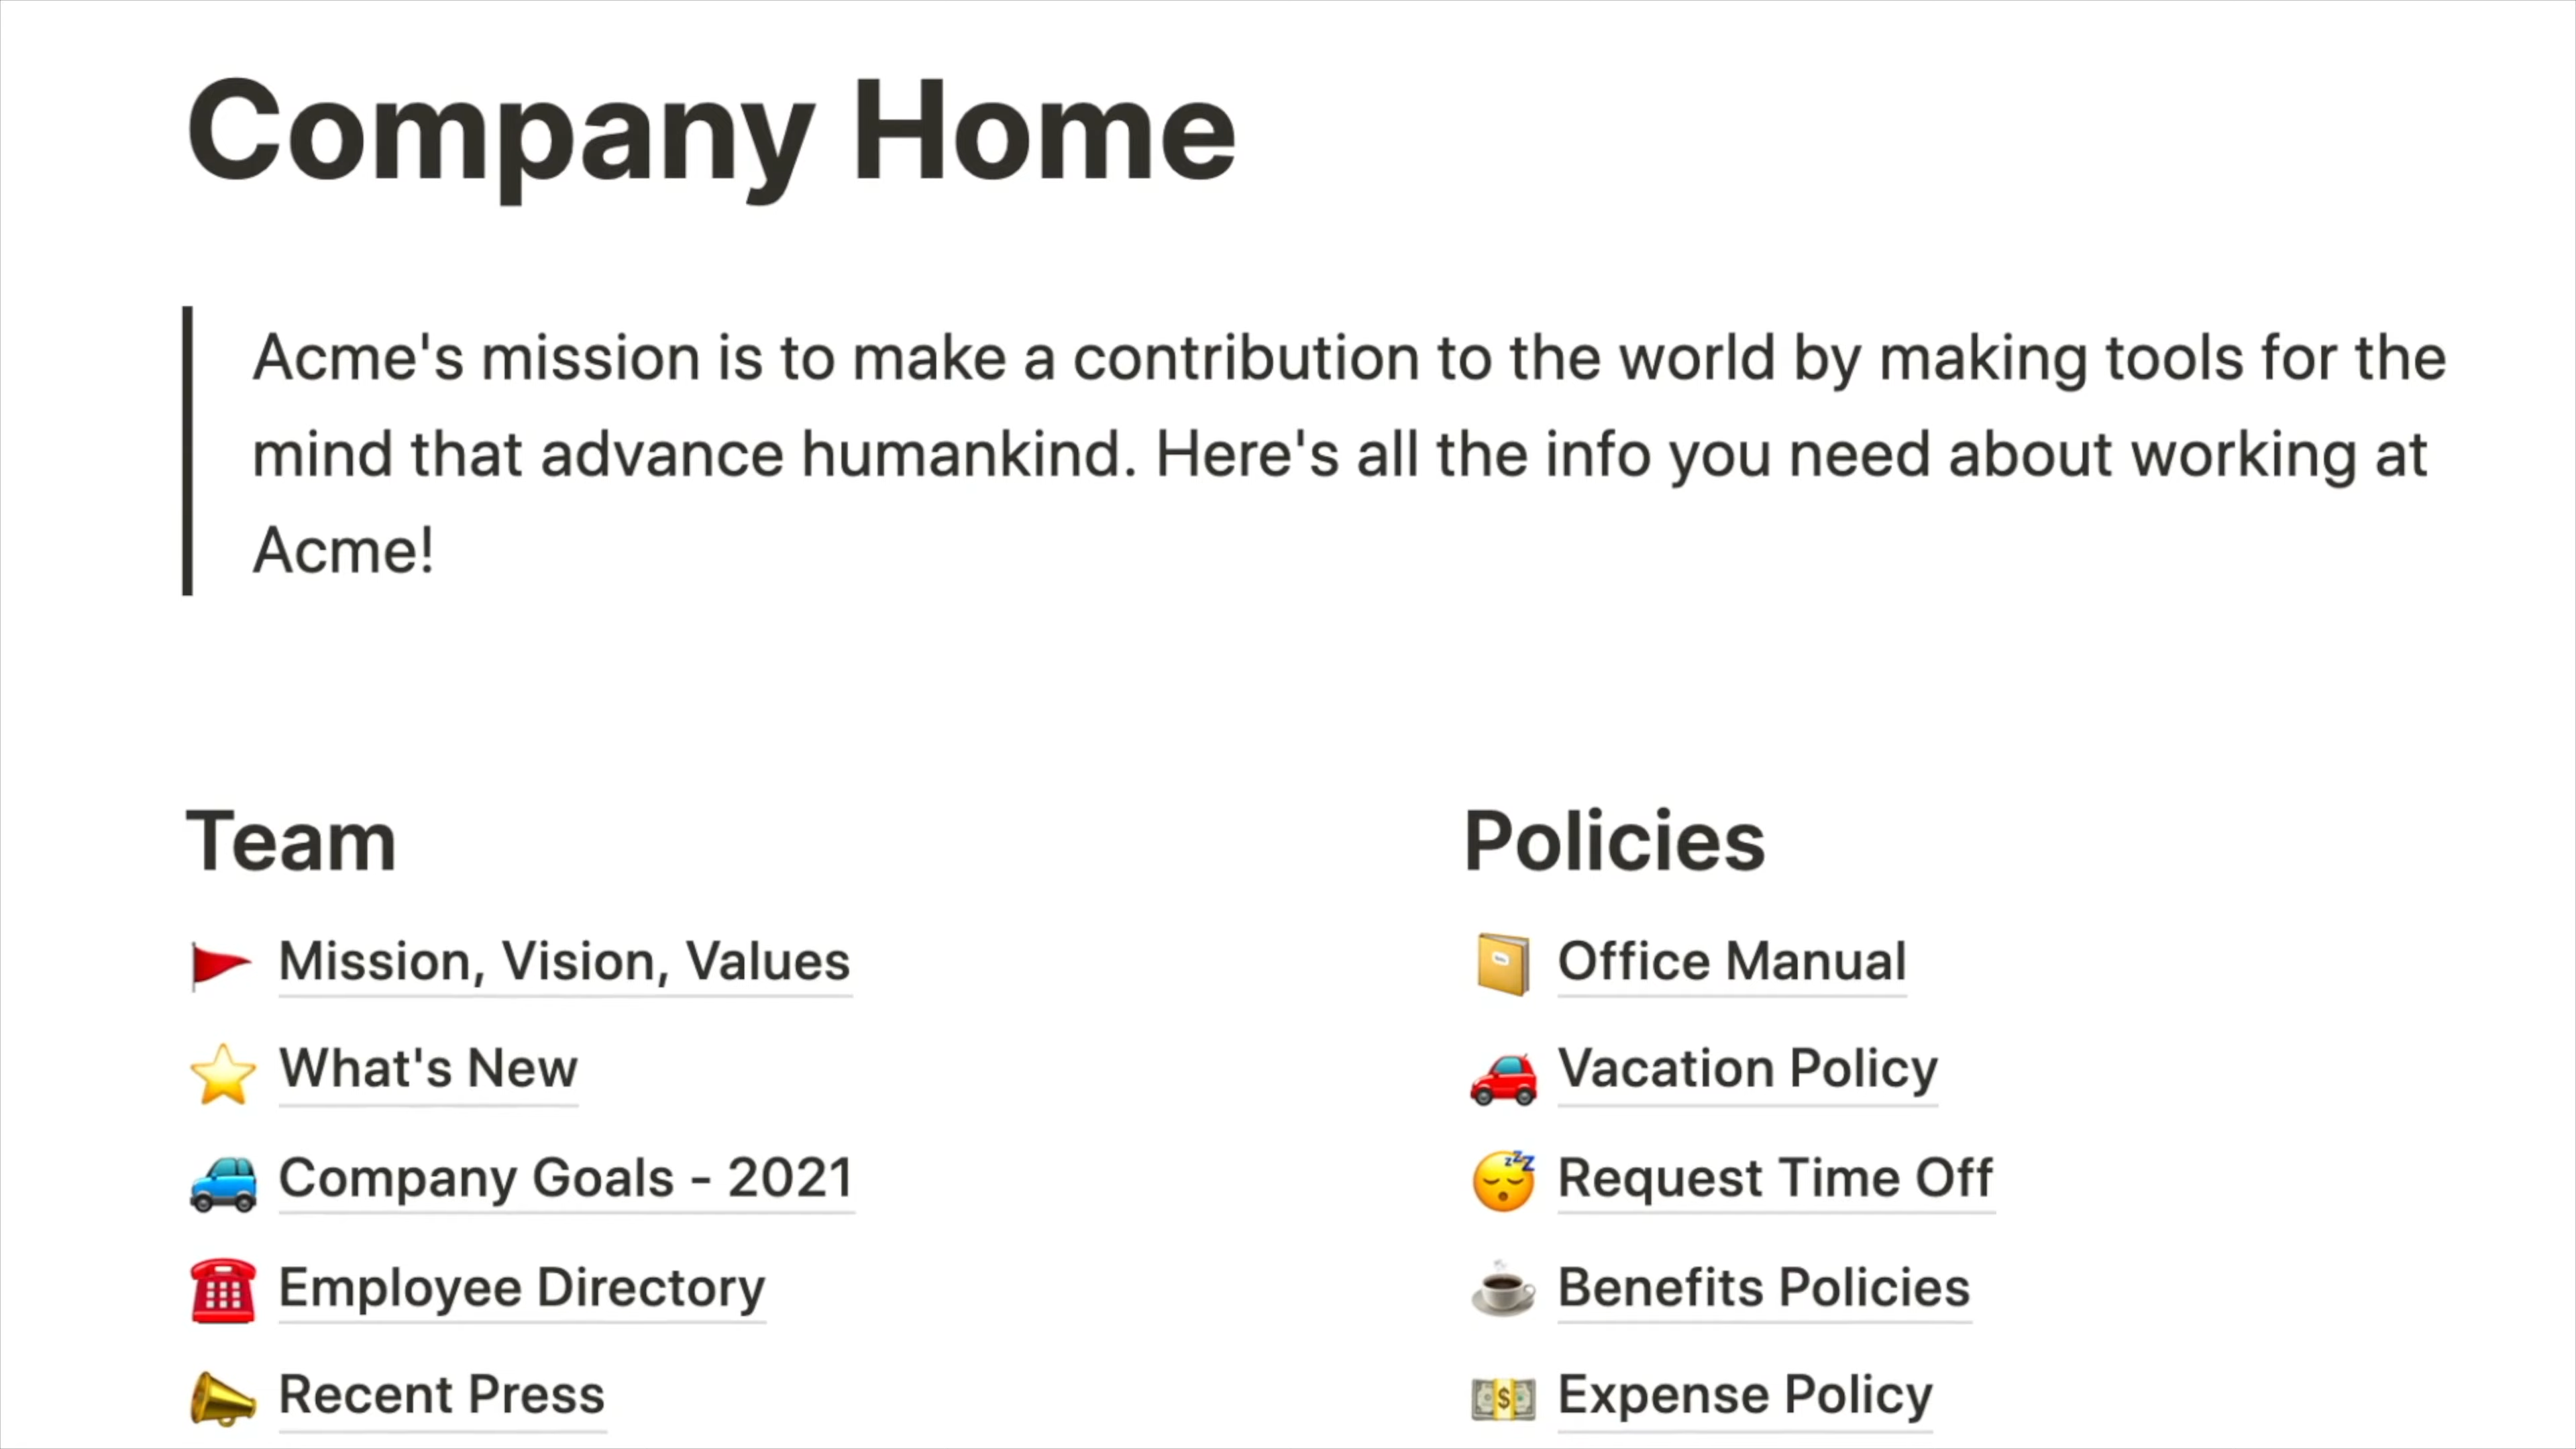 Company Home
Acme's mission is to make a contribution to the world by making tools for the
mind that advance humankind. Here's all the info you need about working at
Acme!
Team
Mission, Vision, Values
What's New
Company Goals - 2021
Employee Directory
Recent Press
Policies
Office Manual
Vacation Policy
Request Time Off
Benefits Policies
Expense Policy